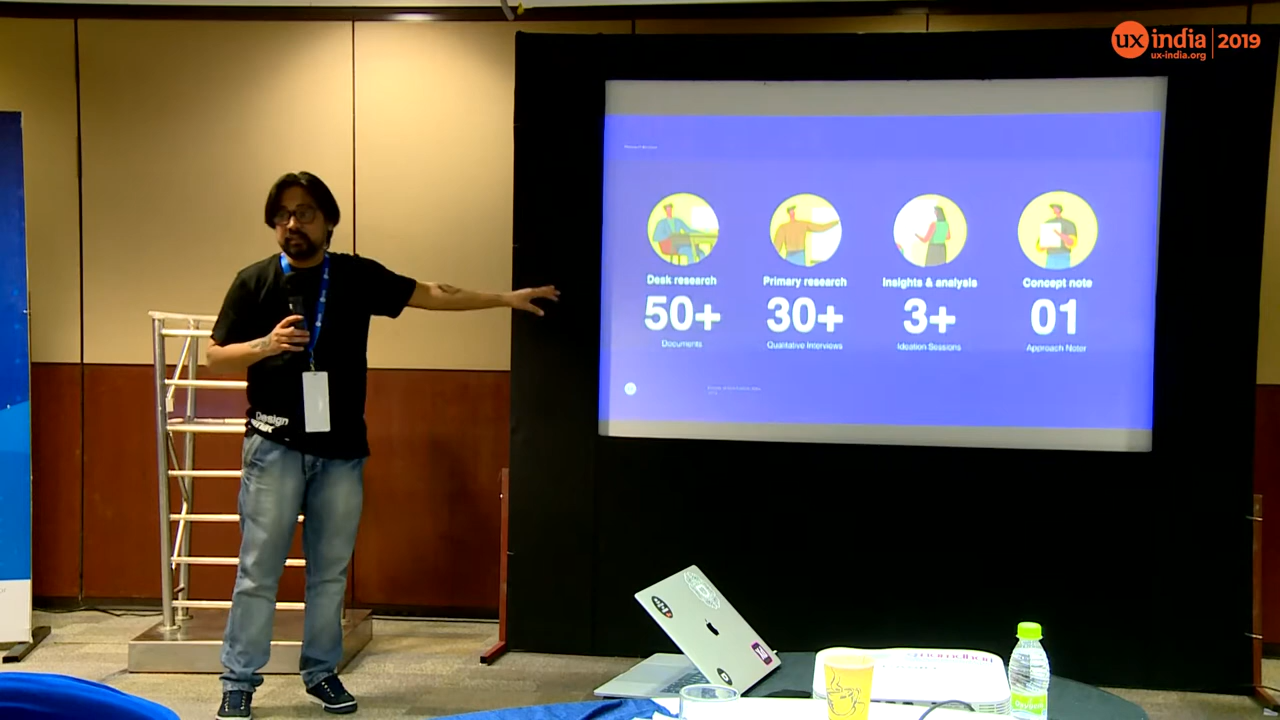 ux india | 2019
ux-india.org
Desk research
50+
Documents
Primary research
30+
Qualitative Interviews
Insights & analysis
3+
Ideation Sessions
Concept note
01
Approach Note
Design